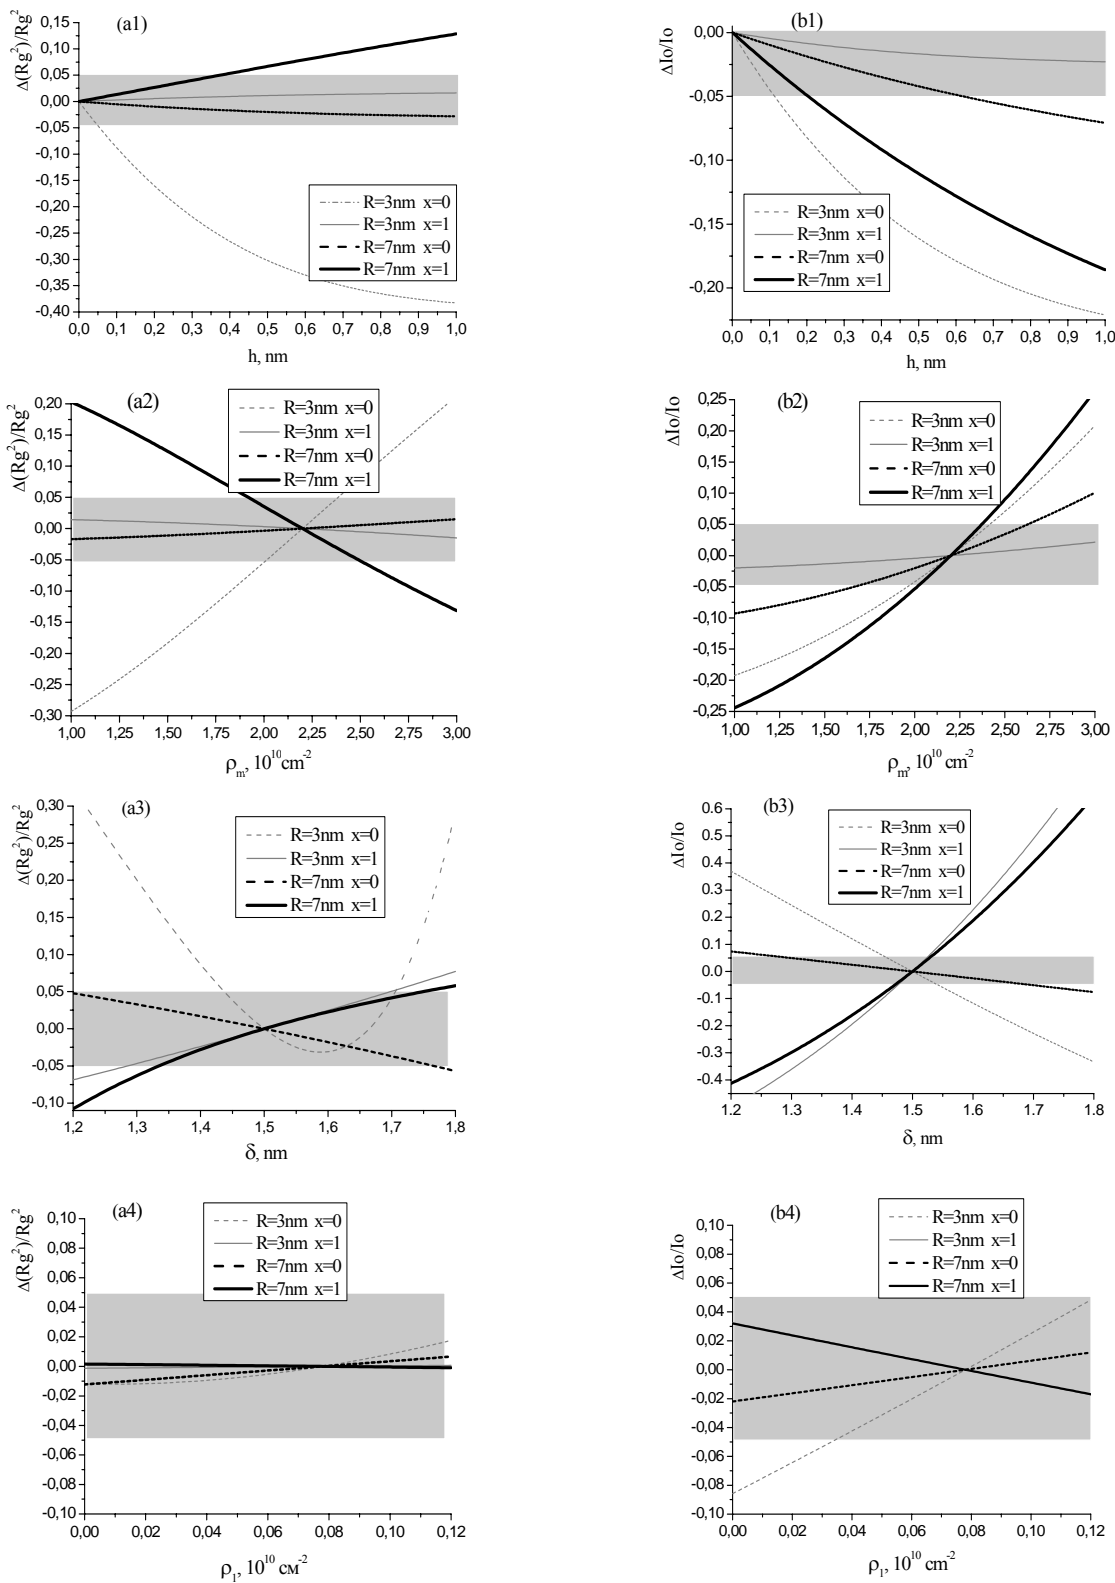 (a1)
Δ(Rg²)/Rg²
0,15
0,10
0,05
0,00
-0,05
-0,10
-0,15
-0,20
-0,25
-0,30
-0,35
-0,40
R=3nm x=0
R=3nm x=1
R=7nm x=0
R=7nm x=1
0,0 0,1 0,2 0,3 0,4 0,5 0,6 0,7 0,8 0,9 1,0
h, nm
(b1)
ΔIo/Io
0,00
-0,05
-0,10
-0,15
-0,20
R=3nm x=0
R=3nm x=1
R=7nm x=0
R=7nm x=1
0,0 0,1 0,2 0,3 0,4 0,5 0,6 0,7 0,8 0,9 1,0
h, nm
(a2)
Δ(Rg²)/Rg²
0,20
0,15
0,10
0,05
0,00
-0,05
-0,10
-0,15
-0,20
-0,25
-0,30
R=3nm x=0
R=3nm x=1
R=7nm x=0
R=7nm x=1
1,00 1,25 1,50 1,75 2,00 2,25 2,50 2,75 3,00
ρm, 10¹⁰cm⁻²
(b2)
ΔIo/Io
0,25
0,20
0,15
0,10
0,05
0,00
-0,05
-0,10
-0,15
-0,20
-0,25
R=3nm x=0
R=3nm x=1
R=7nm x=0
R=7nm x=1
1,00 1,25 1,50 1,75 2,00 2,25 2,50 2,75 3,00
ρm, 10¹⁰ cm⁻²
(a3)
Δ(Rg²)/Rg²
0,30
0,25
0,20
0,15
0,10
0,05
0,00
-0,05
-0,10
R=3nm x=0
R=3nm x=1
R=7nm x=0
R=7nm x=1
1,2 1,3 1,4 1,5 1,6 1,7 1,8
δ, nm
(b3)
ΔIo/Io
0.6
0.5
0.4
0.3
0.2
0.1
0.0
-0.1
-0.2
-0.3
-0.4
R=3nm x=0
R=3nm x=1
R=7nm x=0
R=7nm x=1
1.2 1.3 1.4 1.5 1.6 1.7 1.8
δ, nm
(a4)
Δ(Rg²)/Rg²
0,10
0,08
0,06
0,04
0,02
0,00
-0,02
-0,04
-0,06
-0,08
-0,10
R=3nm x=0
R=3nm x=1
R=7nm x=0
R=7nm x=1
0,00 0,02 0,04 0,06 0,08 0,10 0,12
ρ₁, 10¹⁰ см⁻²
(b4)
ΔIo/Io
0,10
0,08
0,06
0,04
0,02
0,00
-0,02
-0,04
-0,06
-0,08
-0,10
R=3nm x=0
R=3nm x=1
R=7nm x=0
R=7nm x=1
0,00 0,02 0,04 0,06 0,08 0,10 0,12
ρ₁, 10¹⁰ cm⁻²